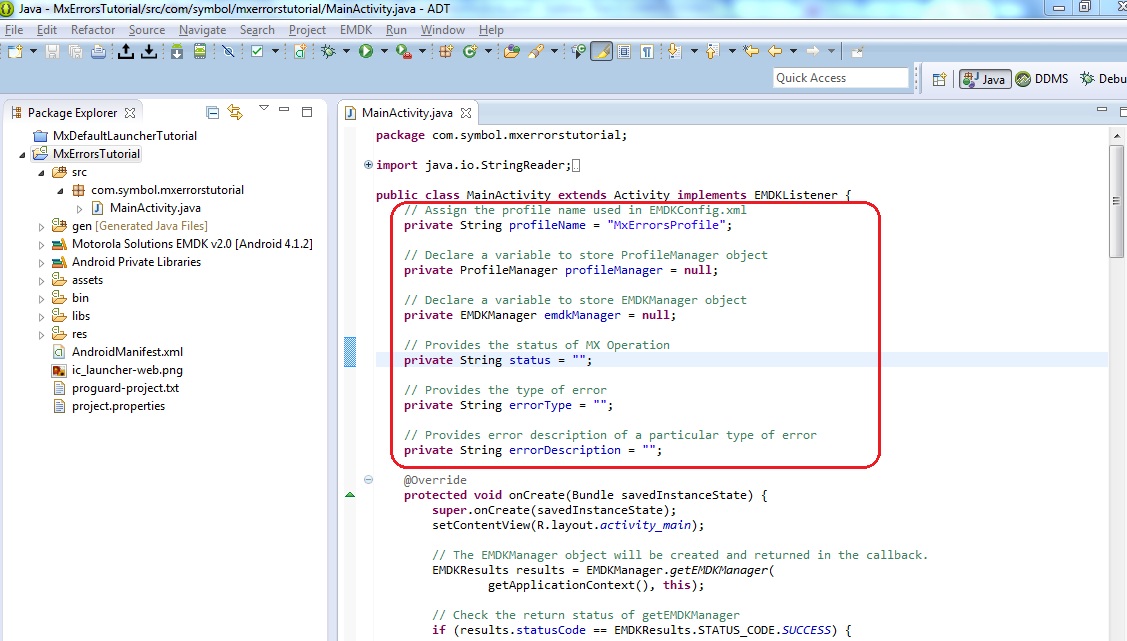 Java - MxErrorsTutorial/src/com/symbol/mxerrorstutorial/MainActivity.java - ADT
File Edit Refactor Source Navigate Search Project EMDK Run Window Help
Quick Access
Java
DDMS
Debu
Package Explorer
MxDefaultLauncherTutorial
MxErrorsTutorial
src
com.symbol.mxerrorstutorial
MainActivity.java
gen [Generated Java Files]
Motorola Solutions EMDK v2.0 [Android 4.1.2]
Android Private Libraries
assets
bin
libs
res
AndroidManifest.xml
ic_launcher-web.png
proguard-project.txt
project.properties
MainActivity.java
package com.symbol.mxerrorstutorial;
import java.io.StringReader;
public class MainActivity extends Activity implements EMDKListener {
// Assign the profile name used in EMDKConfig.xml
private String profileName = "MxErrorsProfile";
// Declare a variable to store ProfileManager object
private ProfileManager profileManager = null;
// Declare a variable to store EMDKManager object
private EMDKManager emdkManager = null;
// Provides the status of MX Operation
private String status = "";
// Provides the type of error
private String errorType = "";
// Provides error description of a particular type of error
private String errorDescription = "";
@Override
protected void onCreate(Bundle savedInstanceState) {
super.onCreate(savedInstanceState);
setContentView(R.layout.activity_main);
// The EMDKManager object will be created and returned in the callback.
EMDKResults results = EMDKManager.getEMDKManager(
getApplicationContext(), this);
// Check the return status of getEMDKManager
if (results.statusCode == EMDKResults.STATUS_CODE.SUCCESS) {